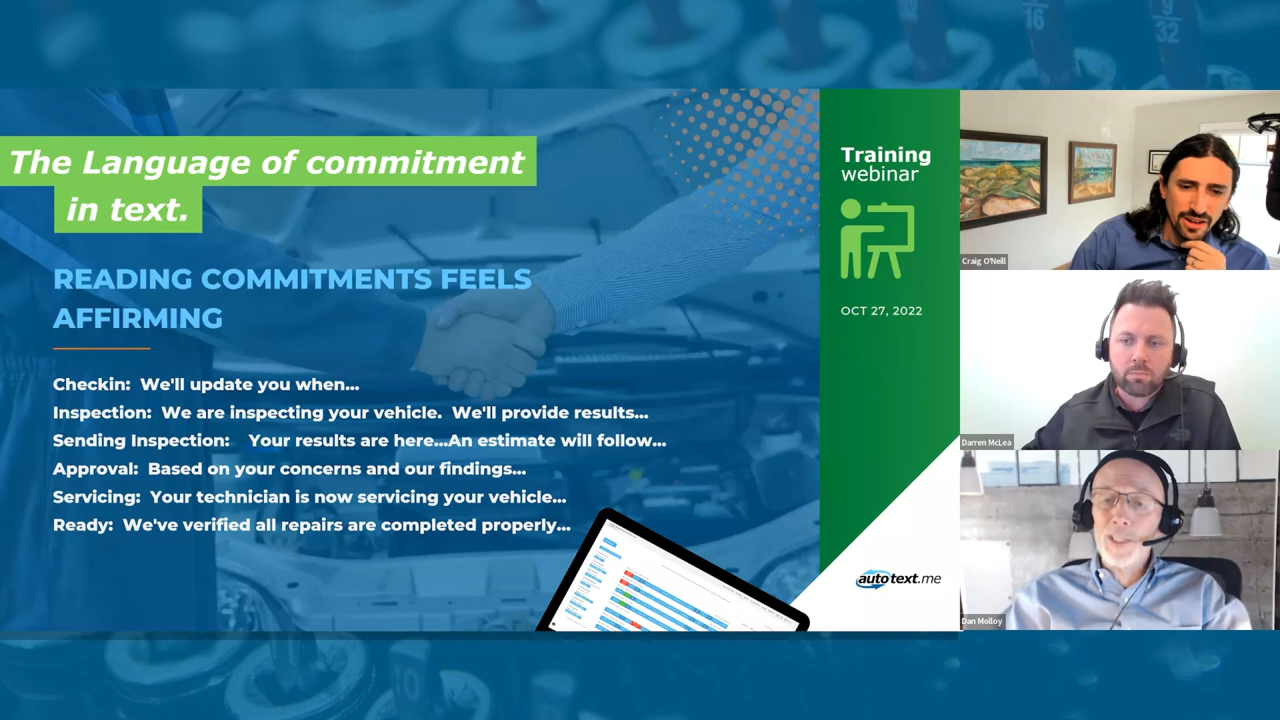 The Language of commitment
in text.
READING COMMITMENTS FEELS
AFFIRMING
Checkin: We'll update you when...
Inspection: We are inspecting your vehicle. We'll provide results...
Sending Inspection: Your results are here...An estimate will follow...
Approval: Based on your concerns and our findings...
Servicing: Your technician is now servicing your vehicle...
Ready: We've verified all repairs are completed properly...
Training
webinar
OCT 27, 2022
autotext.me
Craig O'Neill
Darren McLea
Dan Molloy
16
9
32